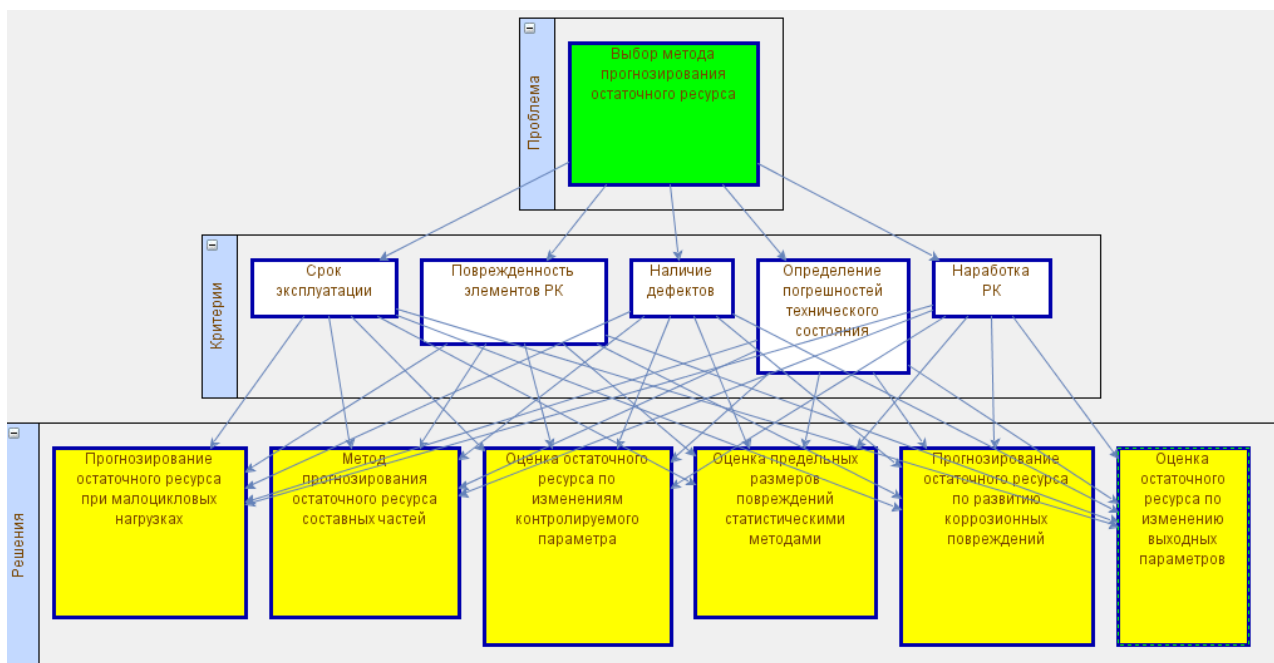 Проблема
Выбор метода
прогнозирования
остаточного ресурса
Критерии
Срок
эксплуатации
Поврежденность
элементов РК
Наличие
дефектов
Определение
погрешностей
технического
состояния
Наработка
РК
Решения
Прогнозирование
остаточного ресурса
при малоцикловых
нагрузках
Метод
прогнозирования
остаточного ресурса
составных частей
Оценка остаточного
ресурса по
изменениям
контролируемого
параметра
Оценка предельных
размеров
повреждений
статистическими
методами
Прогнозирование
остаточного ресурса
по развитию
коррозионных
повреждений
Оценка
остаточного
ресурса по
изменению
выходных
параметров